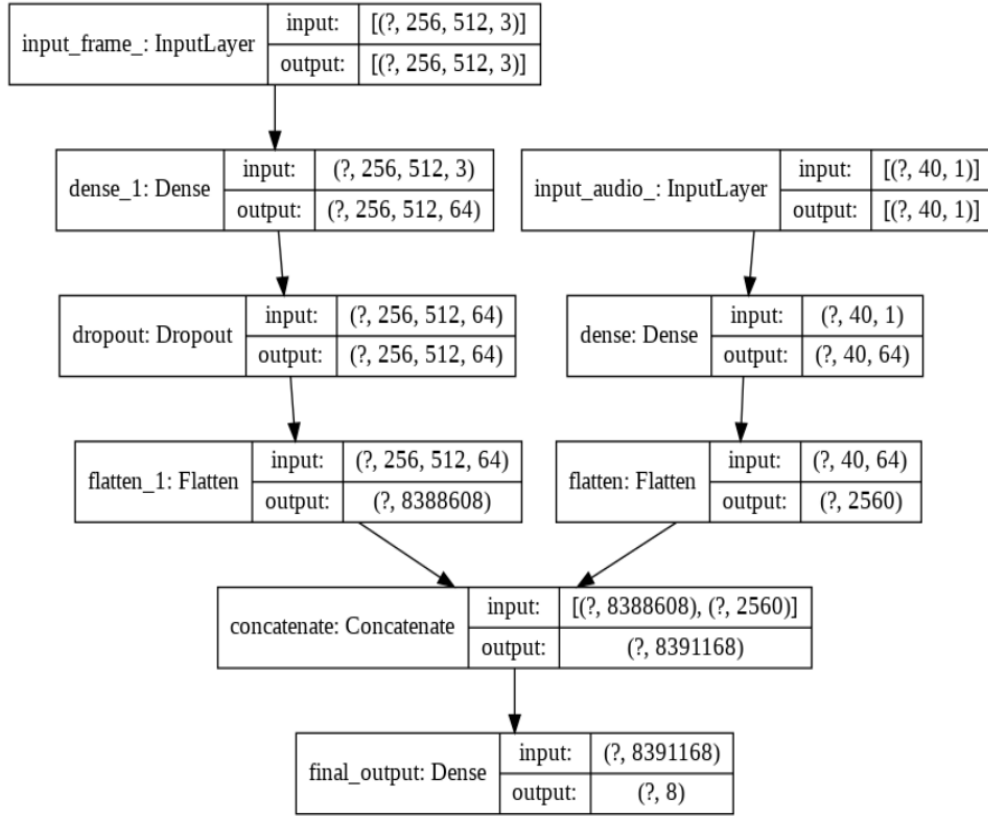 input_frame_: InputLayer
input: [(?, 256, 512, 3)]
output: [(?, 256, 512, 3)]
dense_1: Dense
input: (?, 256, 512, 3)
output: (?, 256, 512, 64)
input_audio_: InputLayer
input: [(?, 40, 1)]
output: [(?, 40, 1)]
dropout: Dropout
input: (?, 256, 512, 64)
output: (?, 256, 512, 64)
dense: Dense
input: (?, 40, 1)
output: (?, 40, 64)
flatten_1: Flatten
input: (?, 256, 512, 64)
output: (?, 8388608)
flatten: Flatten
input: (?, 40, 64)
output: (?, 2560)
concatenate: Concatenate
input: [(?, 8388608), (?, 2560)]
output: (?, 8391168)
final_output: Dense
input: (?, 8391168)
output: (?, 8)